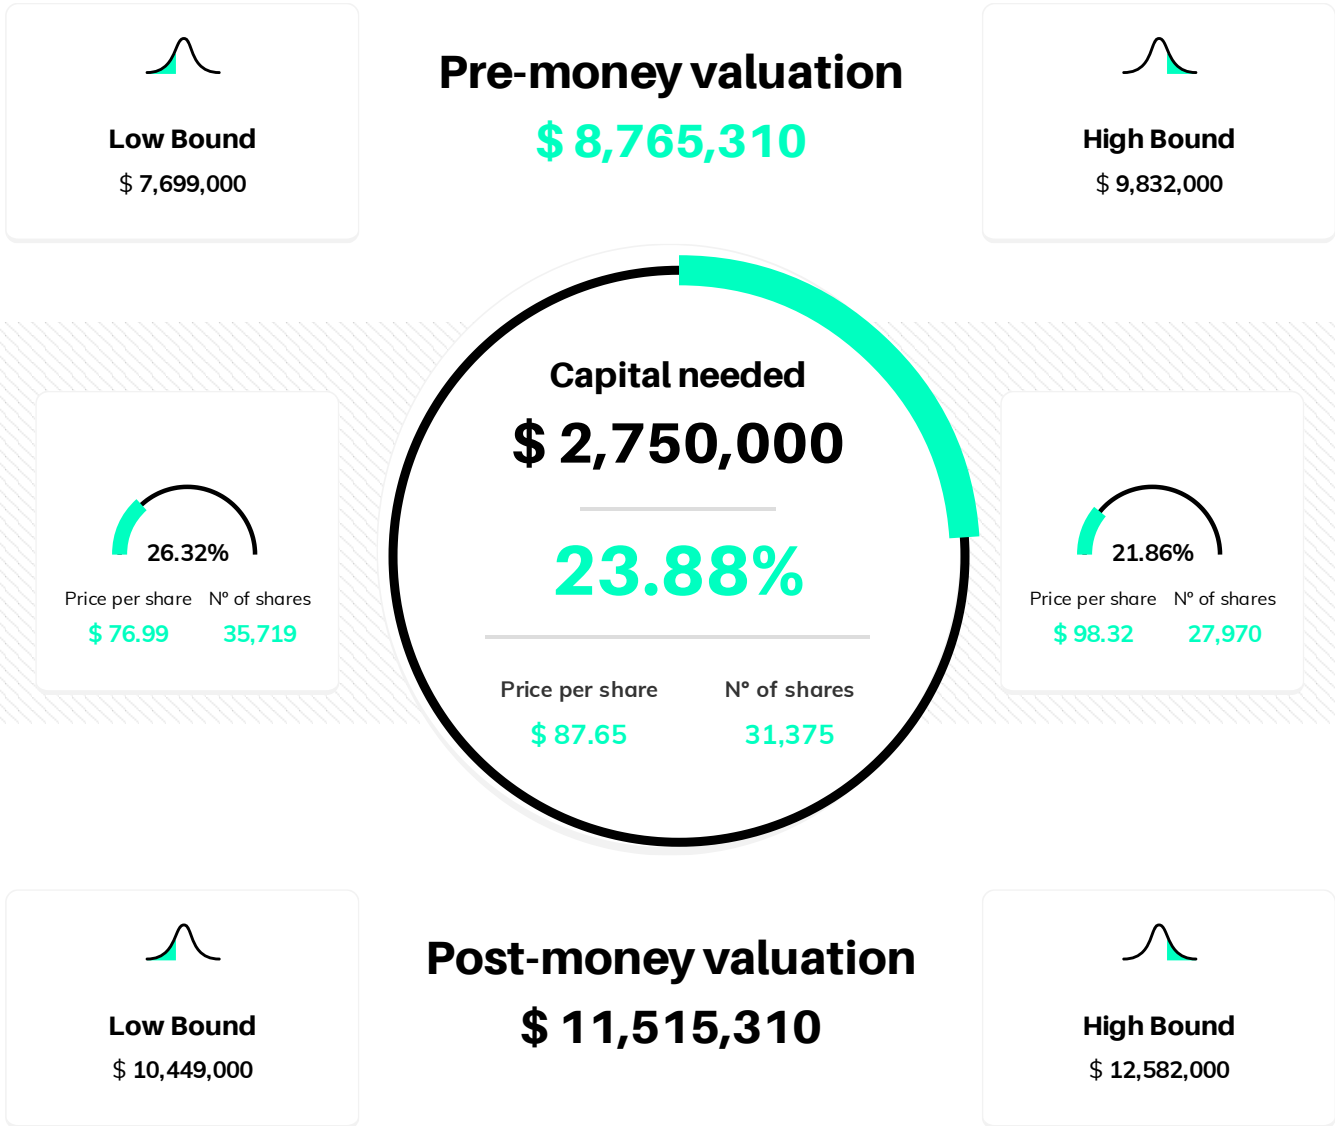 Pre-money valuation
$ 8,765,310
Low Bound
$ 7,699,000
High Bound
$ 9,832,000
Capital needed
$ 2,750,000
23.88%
Price per share Nº of shares
$ 87.65 31,375
26.32%
Price per share Nº of shares
$ 76.99 35,719
21.86%
Price per share Nº of shares
$ 98.32 27,970
Post-money valuation
$ 11,515,310
Low Bound
$ 10,449,000
High Bound
$ 12,582,000